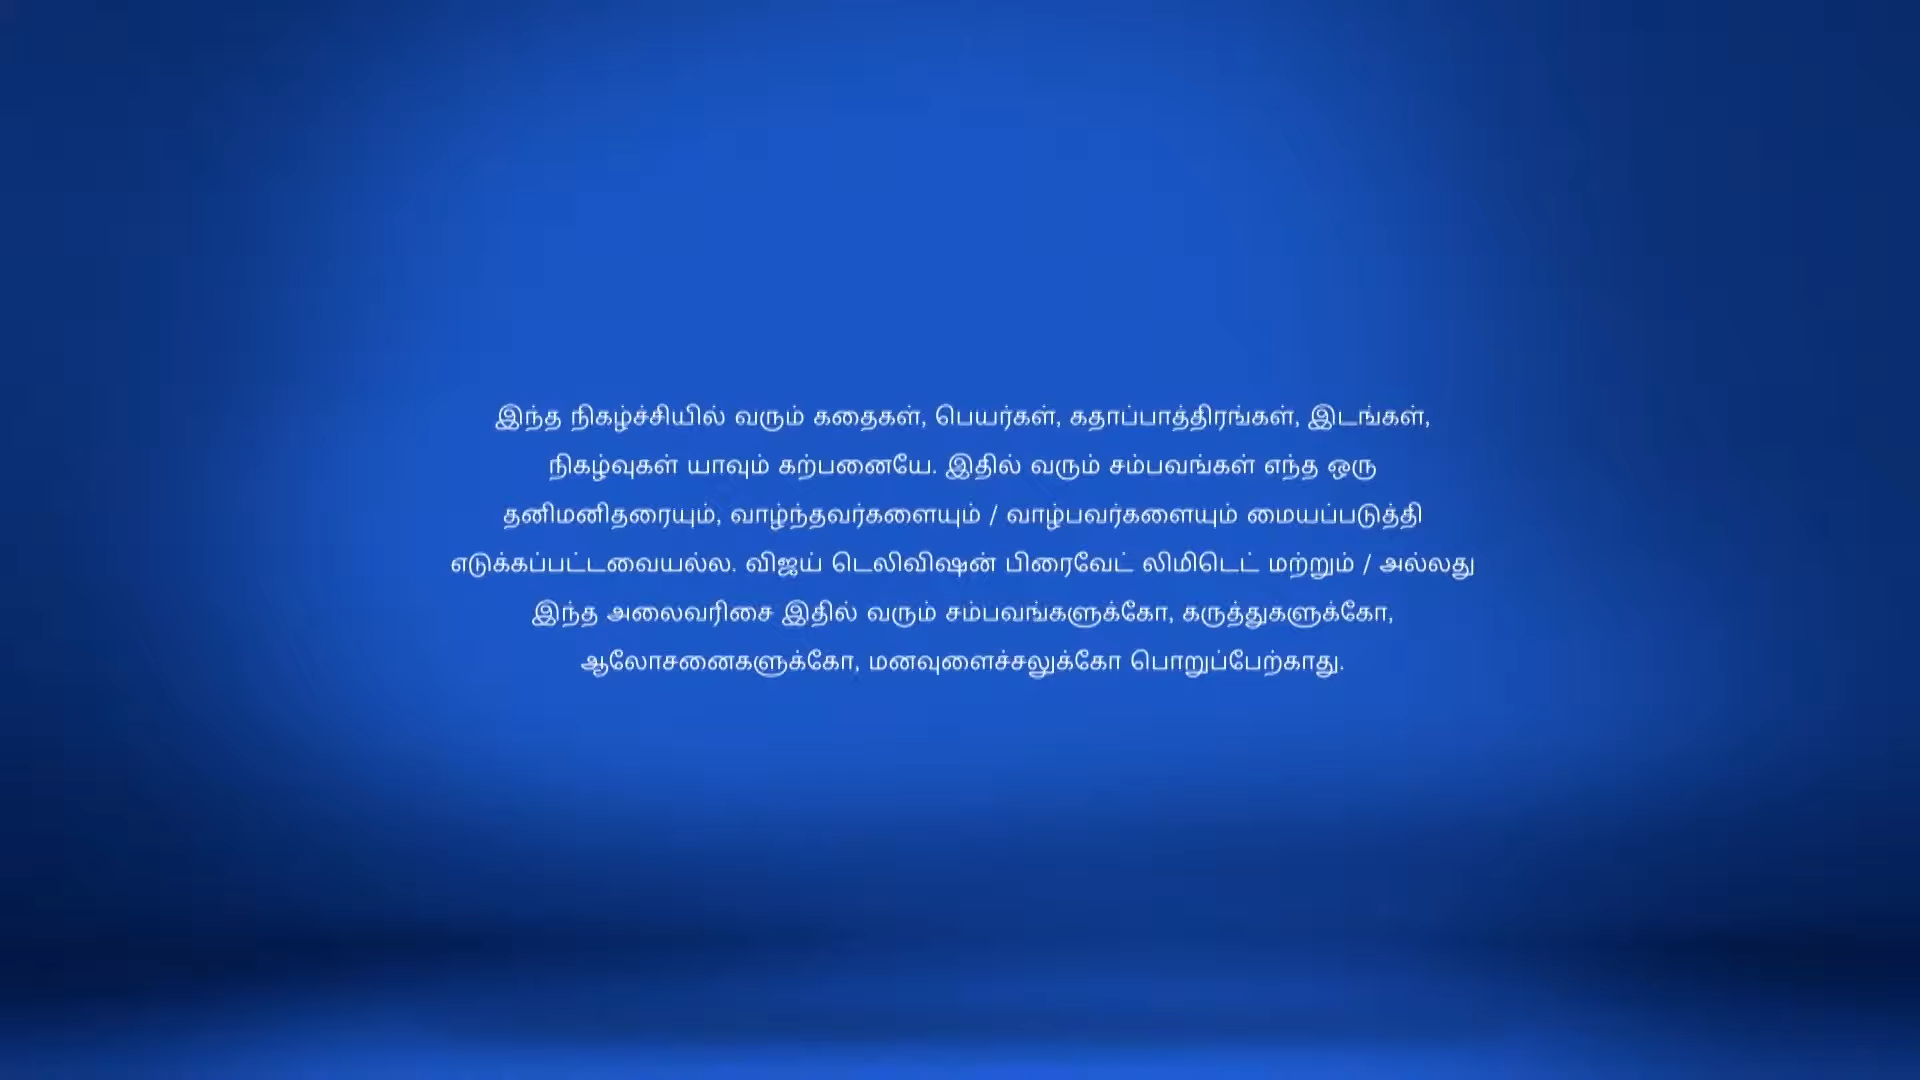 இந்த நிகழ்ச்சியில் வரும் கதைகள், பெயர்கள், கதாப்பாத்திரங்கள், இடங்கள்,
நிகழ்வுகள் யாவும் கற்பனையே. இதில் வரும் சம்பவங்கள் எந்த ஒரு
தனிமனிதரையும், வாழ்ந்தவர்களையும் / வாழ்பவர்களையும் மையப்படுத்தி
எடுக்கப்பட்டவையல்ல. விஜய் டெலிவிஷன் பிரைவேட் லிமிடெட் மற்றும் / அல்லது
இந்த அலைவரிசை இதில் வரும் சம்பவங்களுக்கோ, கருத்துகளுக்கோ,
ஆலோசனைகளுக்கோ, மனவுளைச்சலுக்கோ பொறுப்பேற்காது.